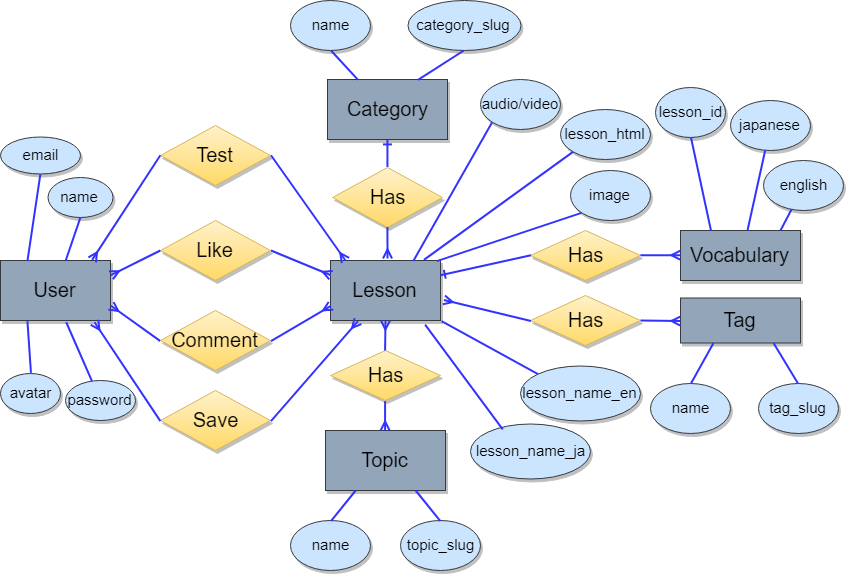 name
category_slug
Category
audio/video
lesson_html
lesson_id
japanese
email
Test
name
Has
image
english
User
Like
Lesson
Has
Vocabulary
Comment
Has
Tag
avatar
password
Save
Has
lesson_name_en
name
tag_slug
Topic
lesson_name_ja
name
topic_slug